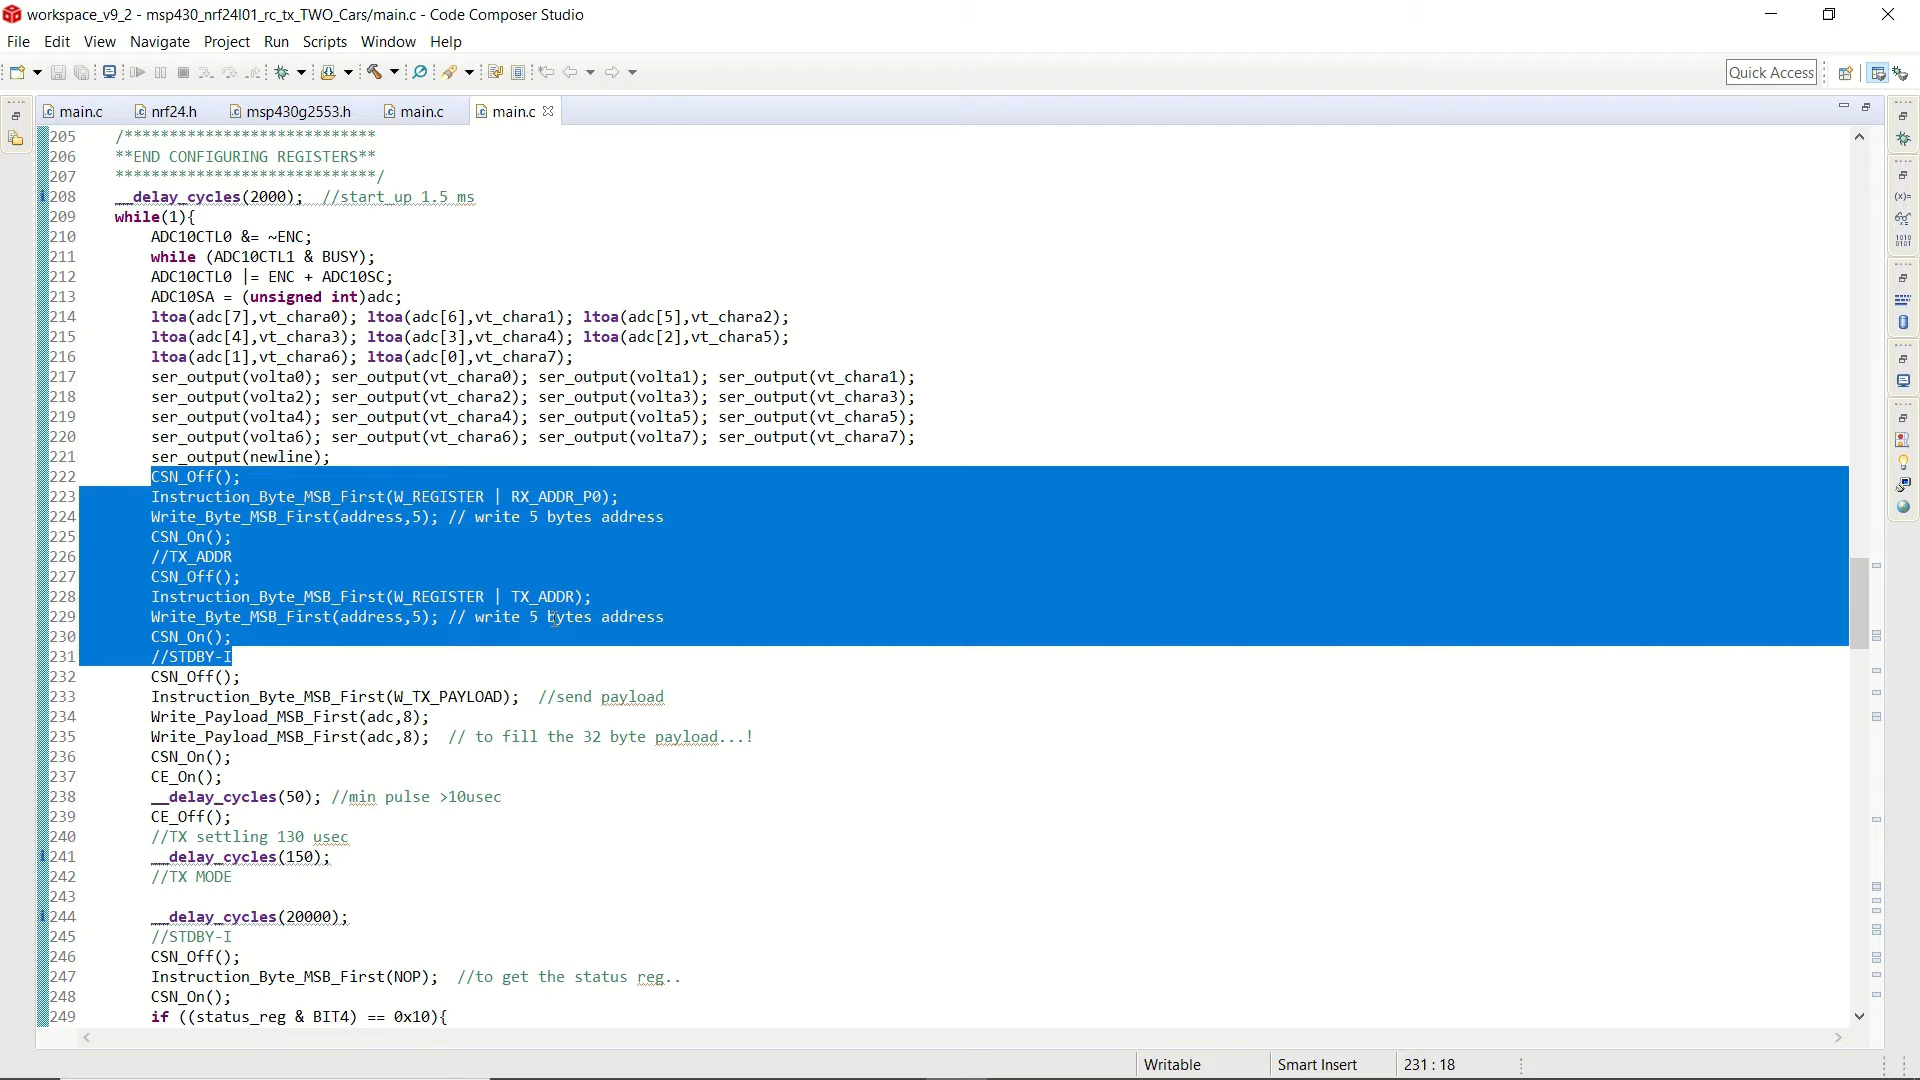 workspace_v9_2 - msp430_nrf24l01_rc_tx_TWO_Cars/main.c - Code Composer Studio
File Edit View Navigate Project Run Scripts Window Help
Quick Access
main.c nrf24.h msp430g2553.h main.c main.c
205 /****************************
206 **END CONFIGURING REGISTERS**
207 *****************************/
208 __delay_cycles(2000); //start up 1.5 ms
209 while(1){
210 ADC10CTL0 &= ~ENC;
211 while (ADC10CTL1 & BUSY);
212 ADC10CTL0 |= ENC + ADC10SC;
213 ADC10SA = (unsigned int)adc;
214 ltoa(adc[7],vt_chara0); ltoa(adc[6],vt_chara1); ltoa(adc[5],vt_chara2);
215 ltoa(adc[4],vt_chara3); ltoa(adc[3],vt_chara4); ltoa(adc[2],vt_chara5);
216 ltoa(adc[1],vt_chara6); ltoa(adc[0],vt_chara7);
217 ser_output(volta0); ser_output(vt_chara0); ser_output(volta1); ser_output(vt_chara1);
218 ser_output(volta2); ser_output(vt_chara2); ser_output(volta3); ser_output(vt_chara3);
219 ser_output(volta4); ser_output(vt_chara4); ser_output(volta5); ser_output(vt_chara5);
220 ser_output(volta6); ser_output(vt_chara6); ser_output(volta7); ser_output(vt_chara7);
221 ser_output(newline);
222 CSN_Off();
223 Instruction_Byte_MSB_First(W_REGISTER | RX_ADDR_P0);
224 Write_Byte_MSB_First(address,5); // write 5 bytes address
225 CSN_On();
226 //TX_ADDR
227 CSN_Off();
228 Instruction_Byte_MSB_First(W_REGISTER | TX_ADDR);
229 Write_Byte_MSB_First(address,5); // write 5 bytes address
230 CSN_On();
231 //STDBY-I
232 CSN_Off();
233 Instruction_Byte_MSB_First(W_TX_PAYLOAD); //send payload
234 Write_Payload_MSB_First(adc,8);
235 Write_Payload_MSB_First(adc,8); // to fill the 32 byte payload...!
236 CSN_On();
237 CE_On();
238 __delay_cycles(50); //min pulse >10usec
239 CE_Off();
240 //TX settling 130 usec
241 __delay_cycles(150);
242 //TX MODE
243
244 __delay_cycles(20000);
245 //STDBY-I
246 CSN_Off();
247 Instruction_Byte_MSB_First(NOP); //to get the status reg..
248 CSN_On();
249 if ((status_reg & BIT4) == 0x10){
Writable Smart Insert 231 : 18